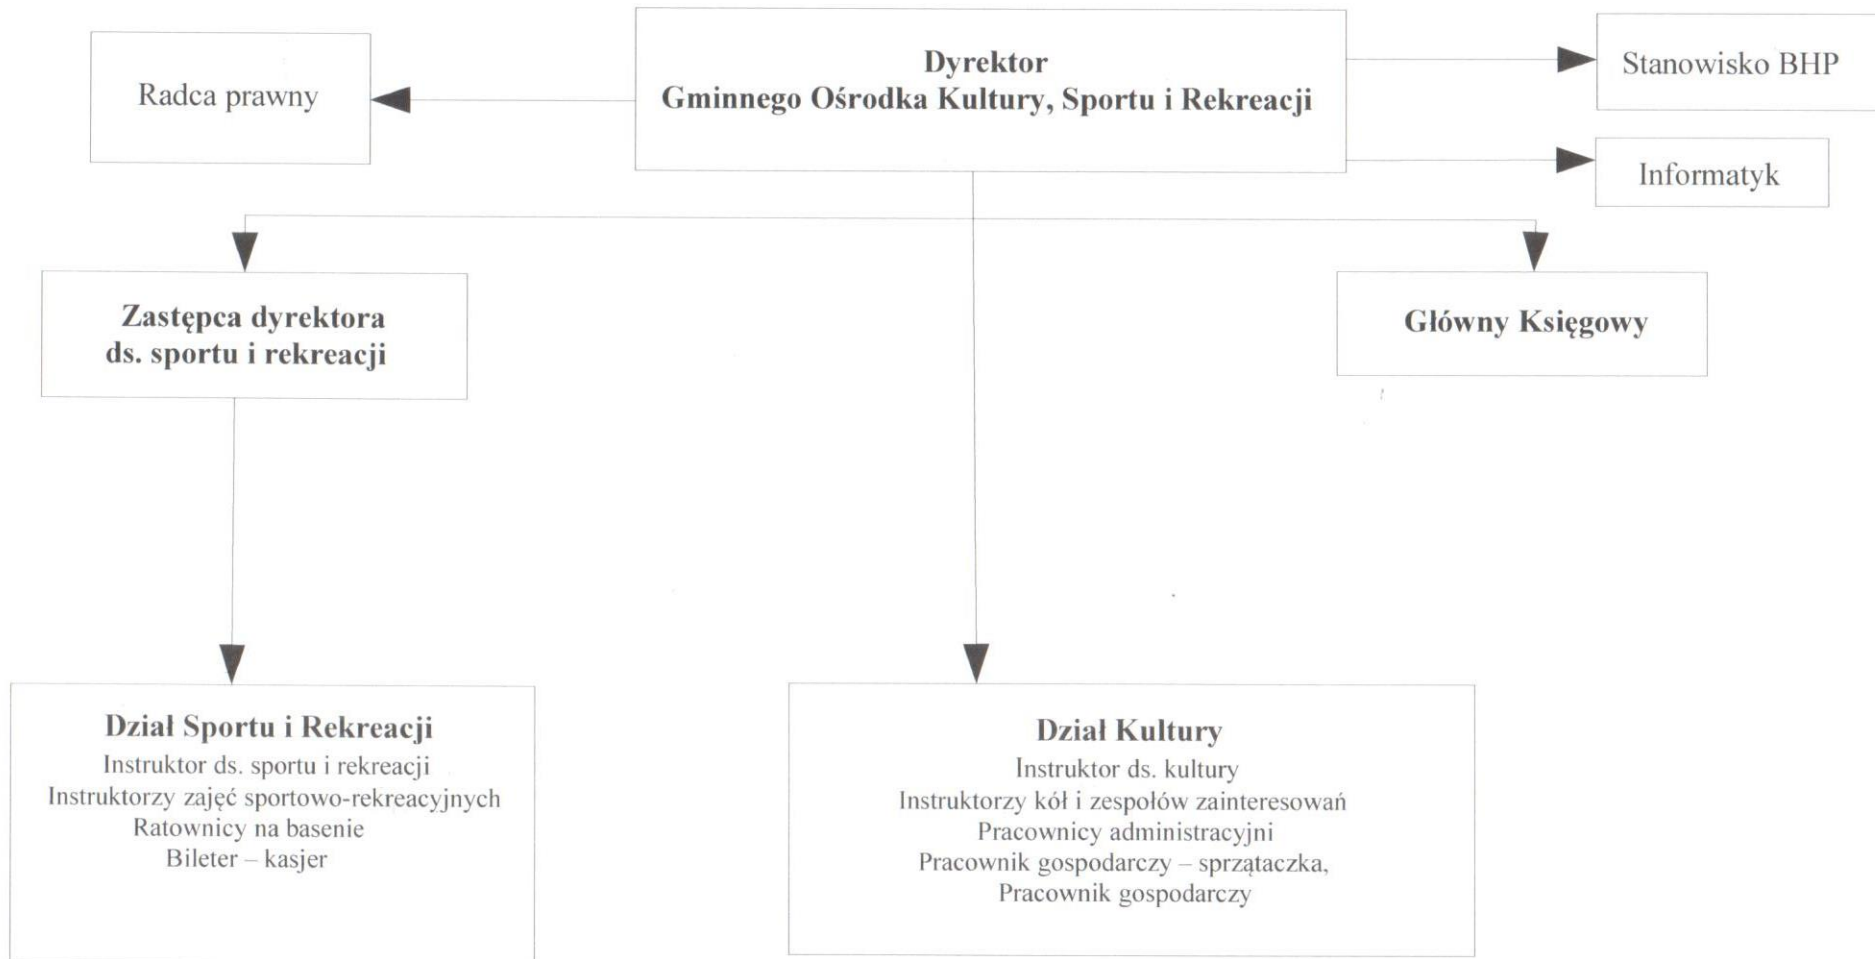 Radca prawny
Dyrektor
Gminnego Ośrodka Kultury, Sportu i Rekreacji
Stanowisko BHP
Informatyk
Zastępca dyrektora
ds. sportu i rekreacji
Główny Księgowy
Dział Sportu i Rekreacji
Instruktor ds. sportu i rekreacji
Instruktorzy zajęć sportowo-rekreacyjnych
Ratownicy na basenie
Bileter – kasjer
Dział Kultury
Instruktor ds. kultury
Instruktorzy kół i zespołów zainteresowań
Pracownicy administracyjni
Pracownik gospodarczy – sprzątaczka,
Pracownik gospodarczy